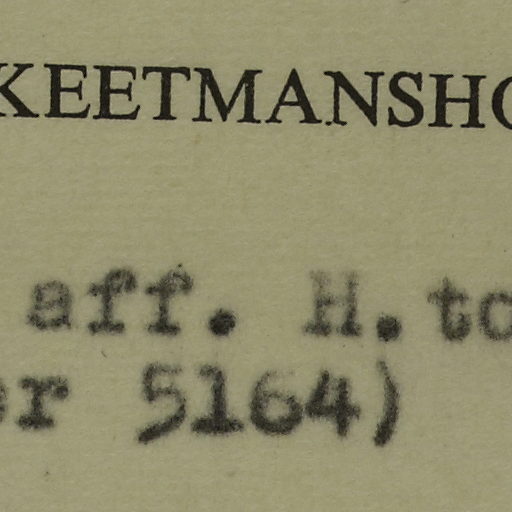 KEETMANSHO
aff. H. to
er 5164)